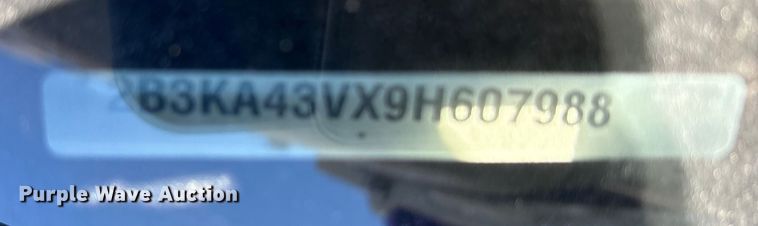 2B3KA43VX9H607988
Purple Wave Auction